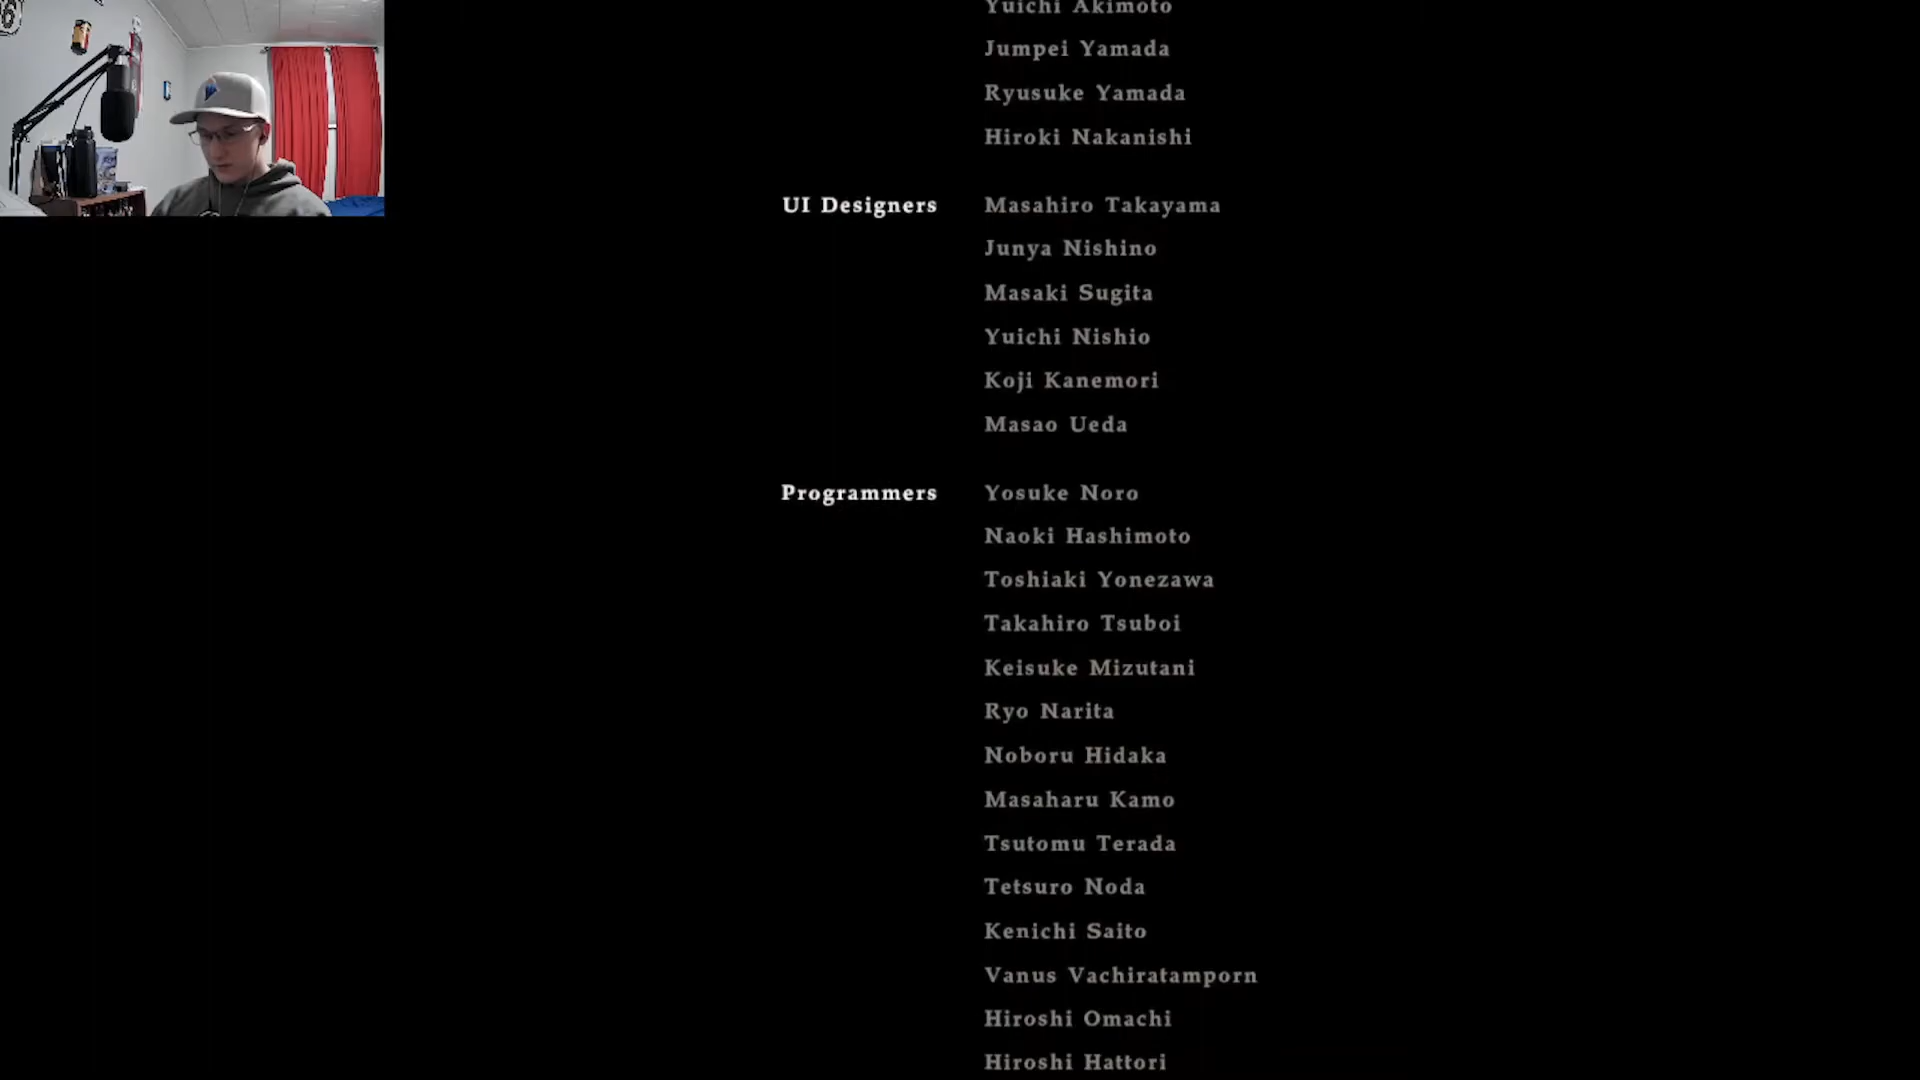 Yuichi Akimoto
Jumpei Yamada
Ryusuke Yamada
Hiroki Nakanishi
UI Designers Masahiro Takayama
Junya Nishino
Masaki Sugita
Yuichi Nishio
Koji Kanemori
Masao Ueda
Programmers Yosuke Noro
Naoki Hashimoto
Toshiaki Yonezawa
Takahiro Tsuboi
Keisuke Mizutani
Ryo Narita
Noboru Hidaka
Masaharu Kamo
Tsutomu Terada
Tetsuro Noda
Kenichi Saito
Vanus Vachiratamporn
Hiroshi Omachi
Hiroshi Hattori